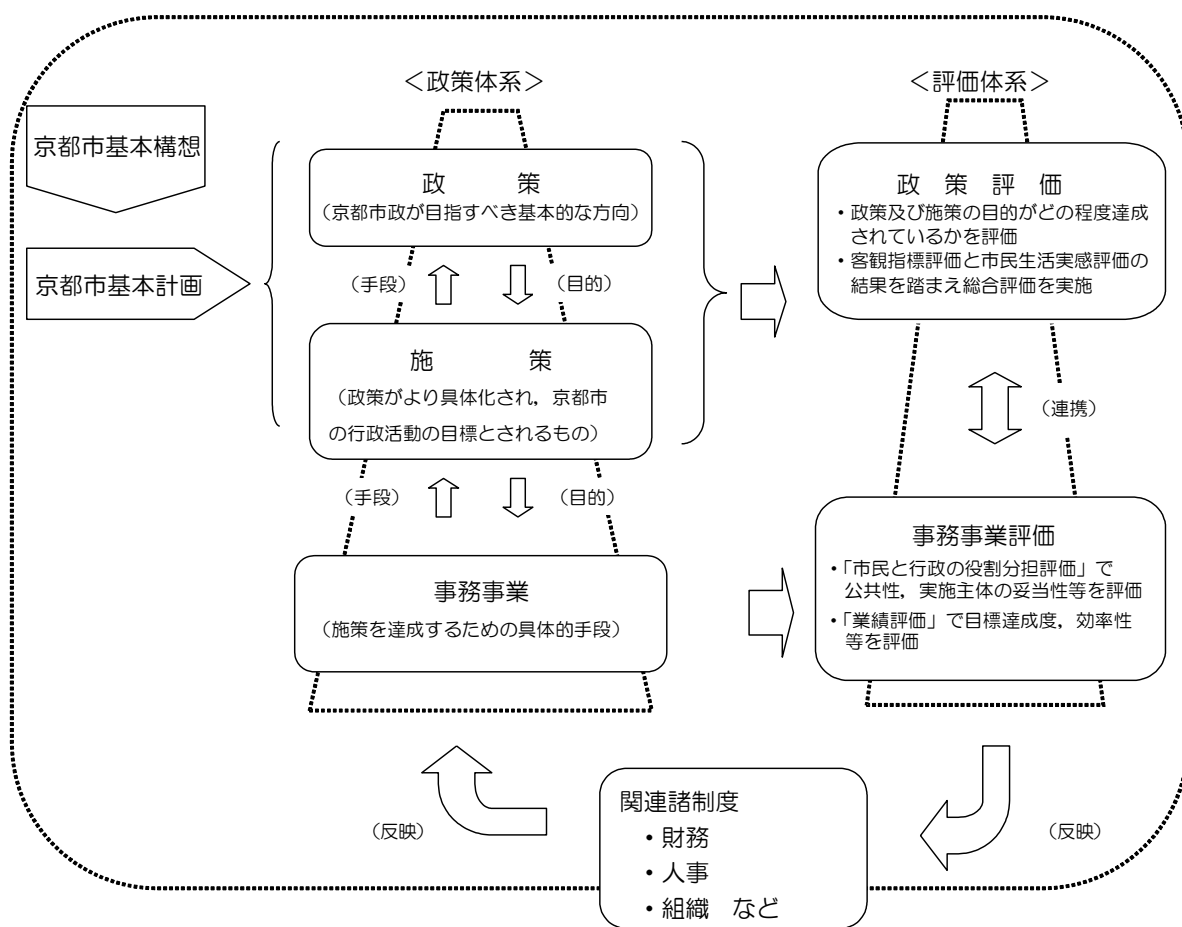 ＜政策体系＞
＜評価体系＞
京都市基本構想
京都市基本計画
政　　　策
（京都市政が目指すべき基本的な方向）
（手段）
（目的）
施　　　策
（政策がより具体化され，京都市
の行政活動の目標とされるもの）
（手段）
（目的）
事務事業
（施策を達成するための具体的手段）
政　策　評　価
・政策及び施策の目的がどの程度達成
されているかを評価
・客観指標評価と市民生活実感評価の
結果を踏まえ総合評価を実施
（連携）
事務事業評価
・「市民と行政の役割分担評価」で
公共性，実施主体の妥当性等を評価
・「業績評価」で目標達成度，効率性
等を評価
（反映）
関連諸制度
・財務
・人事
・組織　など
（反映）